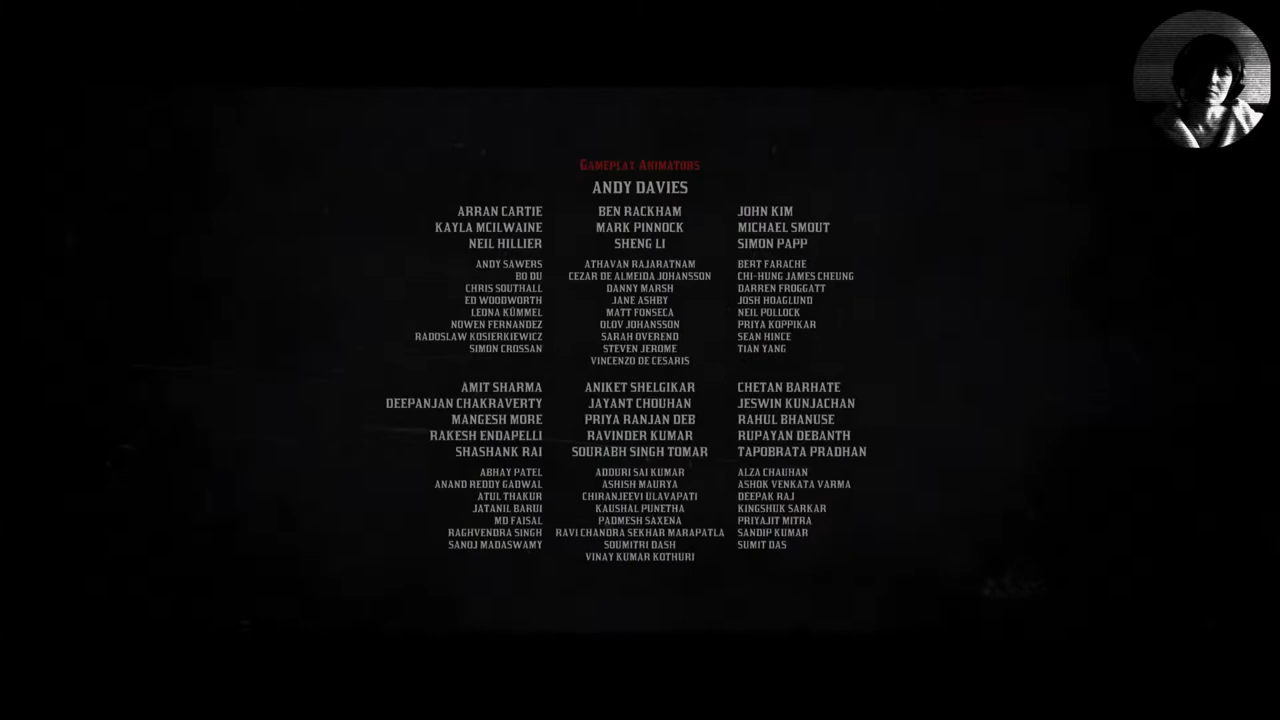 GAMEPLAY ANIMATORS
ANDY DAVIES
ARRAN CARTIE BEN RACKHAM JOHN KIM
KAYLA MCILWAINE MARK PINNOCK MICHAEL SMOUT
NEIL HILLIER SHENG LI SIMON PAPP
ANDY SAWERS ATHAVAN RAJARATNAM BERT FARACHE
BO DU CEZAR DE ALMEIDA JOHANSSON CHI-HUNG JAMES CHEUNG
CHRIS SOUTHALL DANNY MARSH DARREN FROGGATT
ED WOODWORTH JANE ASHBY JOSH HOAGLUND
LEONA KÜMMEL MATT FONSECA NEIL POLLOCK
NOWEN FERNANDEZ OLOV JOHANSSON PRIYA KOPPIKAR
RADOSLAW KOSIERKIEWICZ SARAH OVEREND SEAN HINCE
SIMON CROSSAN STEVEN JEROME TIAN YANG
VINCENZO DE CESARIS
AMIT SHARMA ANIKET SHELGIKAR CHETAN BARHATE
DEEPANJAN CHAKRAVERTY JAYANT CHOUHAN JESWIN KUNJACHAN
MANGESH MORE PRIYA RANJAN DEB RAHUL BHANUSE
RAKESH ENDAPELLI RAVINDER KUMAR RUPAYAN DEBANTH
SHASHANK RAI SOURABH SINGH TOMAR TAPOBRATA PRADHAN
ABHAY PATEL ADDURI SAI KUMAR ALZA CHAUHAN
ANAND REDDY GADWAL ASHISH MAURYA ASHOK VENKATA VARMA
ATUL THAKUR CHIRANJEEVI ULAVAPATI DEEPAK RAJ
JATANIL BARUI KAUSHAL PUNETHA KINGSHUK SARKAR
MD FAISAL PADMESH SAXENA PRIYAJIT MITRA
RAGHVENDRA SINGH RAVI CHANDRA SEKHAR MARAPATLA SANDIP KUMAR
SANOJ MADASWAMY SOUMITRI DASH SUMIT DAS
VINAY KUMAR KOTHURI